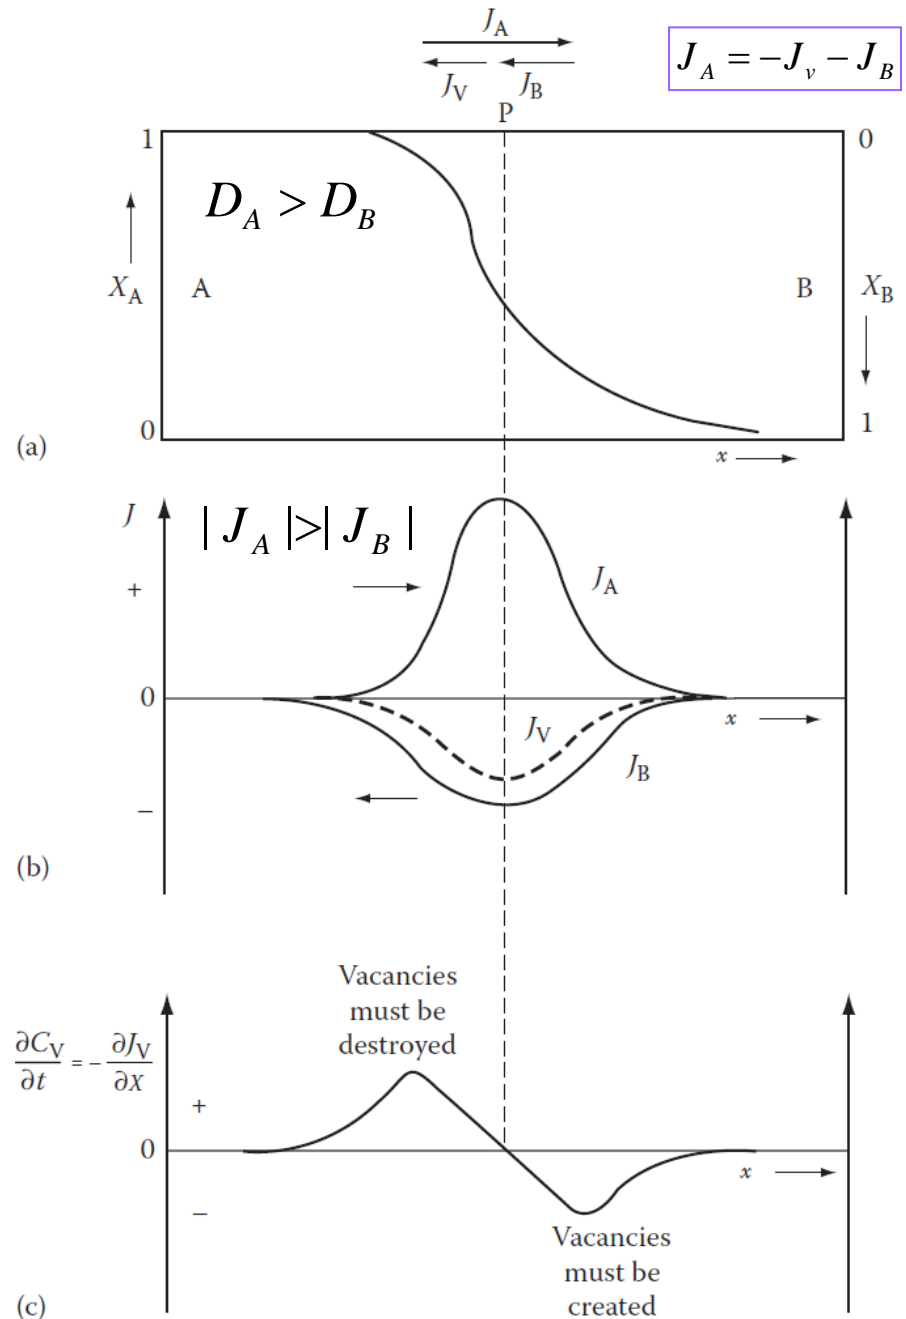 J_A
J_A = −J_v − J_B
J_V J_B
P
1
0
D_A > D_B
X_A
A
B
X_B
0
1
(a)
x
J
| J_A |>| J_B |
+
J_A
0
x
J_V
J_B
−
(b)
Vacancies
must be
destroyed
∂C_V/∂t = − ∂J_V/∂x
+
0
x
−
Vacancies
must be
created
(c)